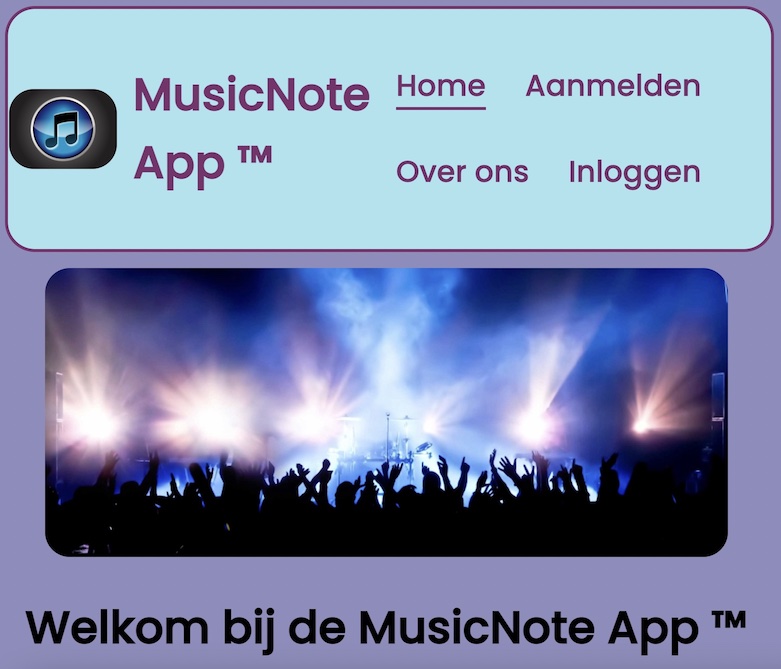 MusicNote
App ™
Home Aanmelden
Over ons Inloggen
Welkom bij de MusicNote App ™